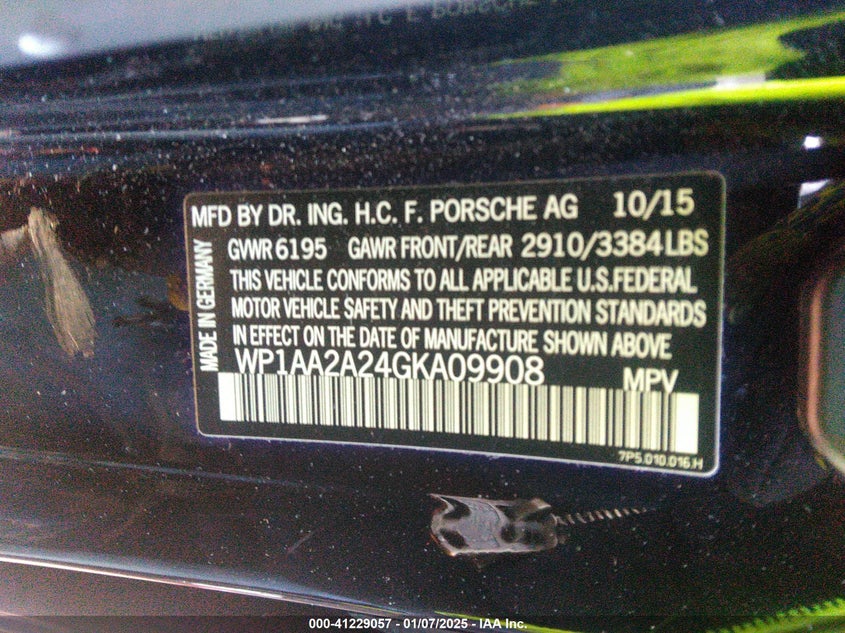 MFD BY DR. ING. H.C. F. PORSCHE AG 10/15
GVWR 6195 GAWR FRONT/REAR 2910/3384 LBS
THIS VEHICLE CONFORMS TO ALL APPLICABLE U.S.FEDERAL
MOTOR VEHICLE SAFETY AND THEFT PREVENTION STANDARDS
IN EFFECT ON THE DATE OF MANUFACTURE SHOWN ABOVE
MADE IN GERMANY
WP1AA2A24GKA09908 MPV
7P5.010.016.H
000-41229057 - 01/07/2025 - IAA Inc.